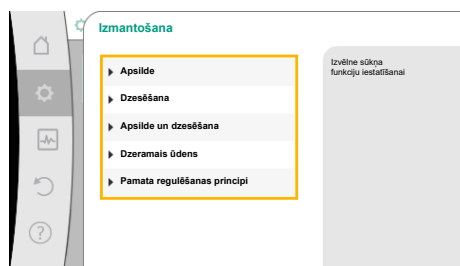 Izmantošana
Apsilde
Dzesēšana
Apsilde un dzesēšana
Dzeramais ūdens
Pamata regulēšanas principi
Izvēlne sūkņa
funkciju iestatīšanai